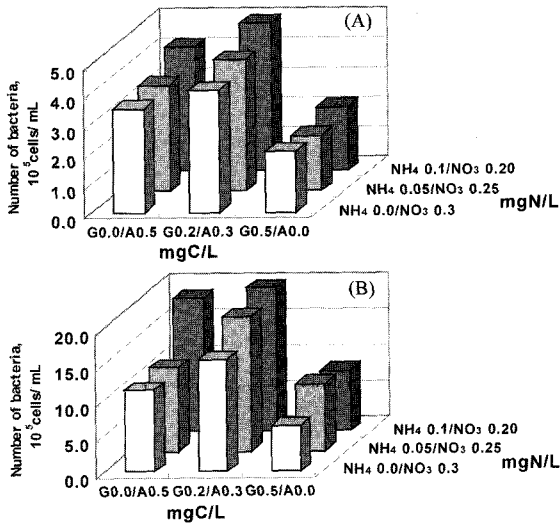 (A)
Number of bacteria,
10⁵cells/ mL
5.0
4.0
3.0
2.0
1.0
0.0
NH4 0.1/NO3 0.20
NH4 0.05/NO3 0.25
NH4 0.0/NO3 0.3
mgN/L
G0.0/A0.5 G0.2/A0.3 G0.5/A0.0
mgC/L
(B)
Number of bacteria,
10⁵cells/ mL
20.0
15.0
10.0
5.0
0.0
NH4 0.1/NO3 0.20
NH4 0.05/NO3 0.25
NH4 0.0/NO3 0.3
mgN/L
G0.0/A0.5 G0.2/A0.3 G0.5/A0.0
mgC/L